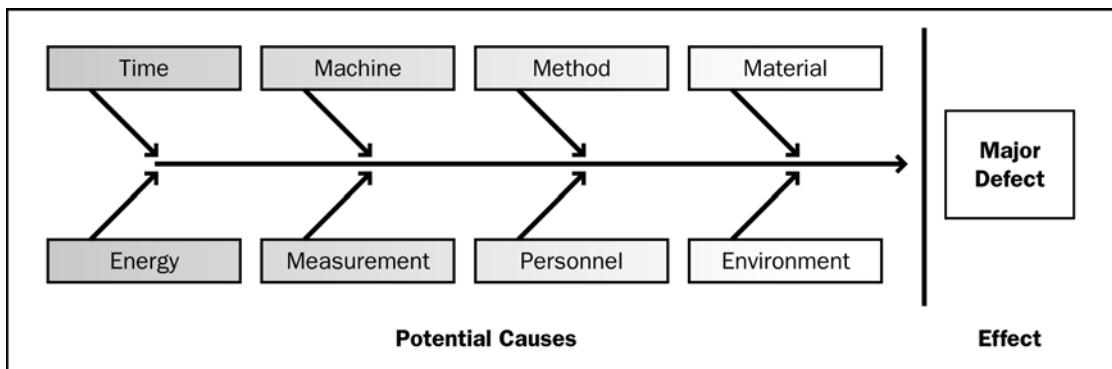 Time
Machine
Method
Material
Major
Defect
Energy
Measurement
Personnel
Environment
Potential Causes
Effect